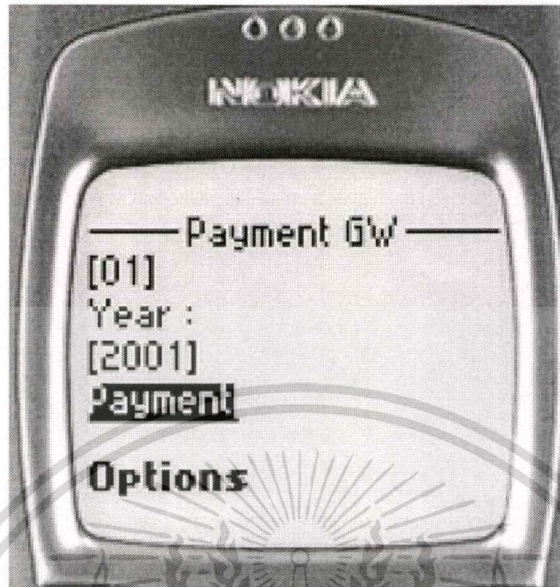 NOKIA
Payment GW
[01]
Year :
[2001]
Payment
Options